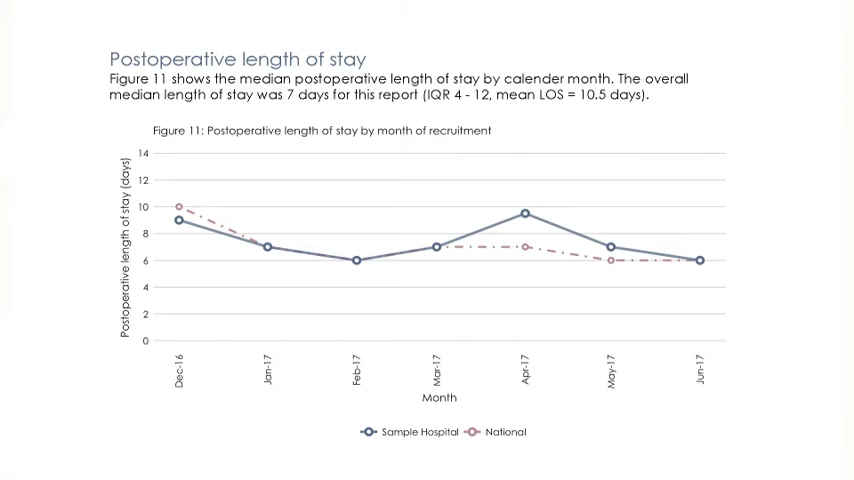 Postoperative length of stay
Figure 11 shows the median postoperative length of stay by calender month. The overall
median length of stay was 7 days for this report (IQR 4 - 12, mean LOS = 10.5 days).
Figure 11: Postoperative length of stay by month of recruitment
Postoperative length of stay (days)
14
12
10
8
6
4
2
0
Dec-16
Jan-17
Feb-17
Mar-17
Apr-17
May-17
Jun-17
Month
Sample Hospital
National